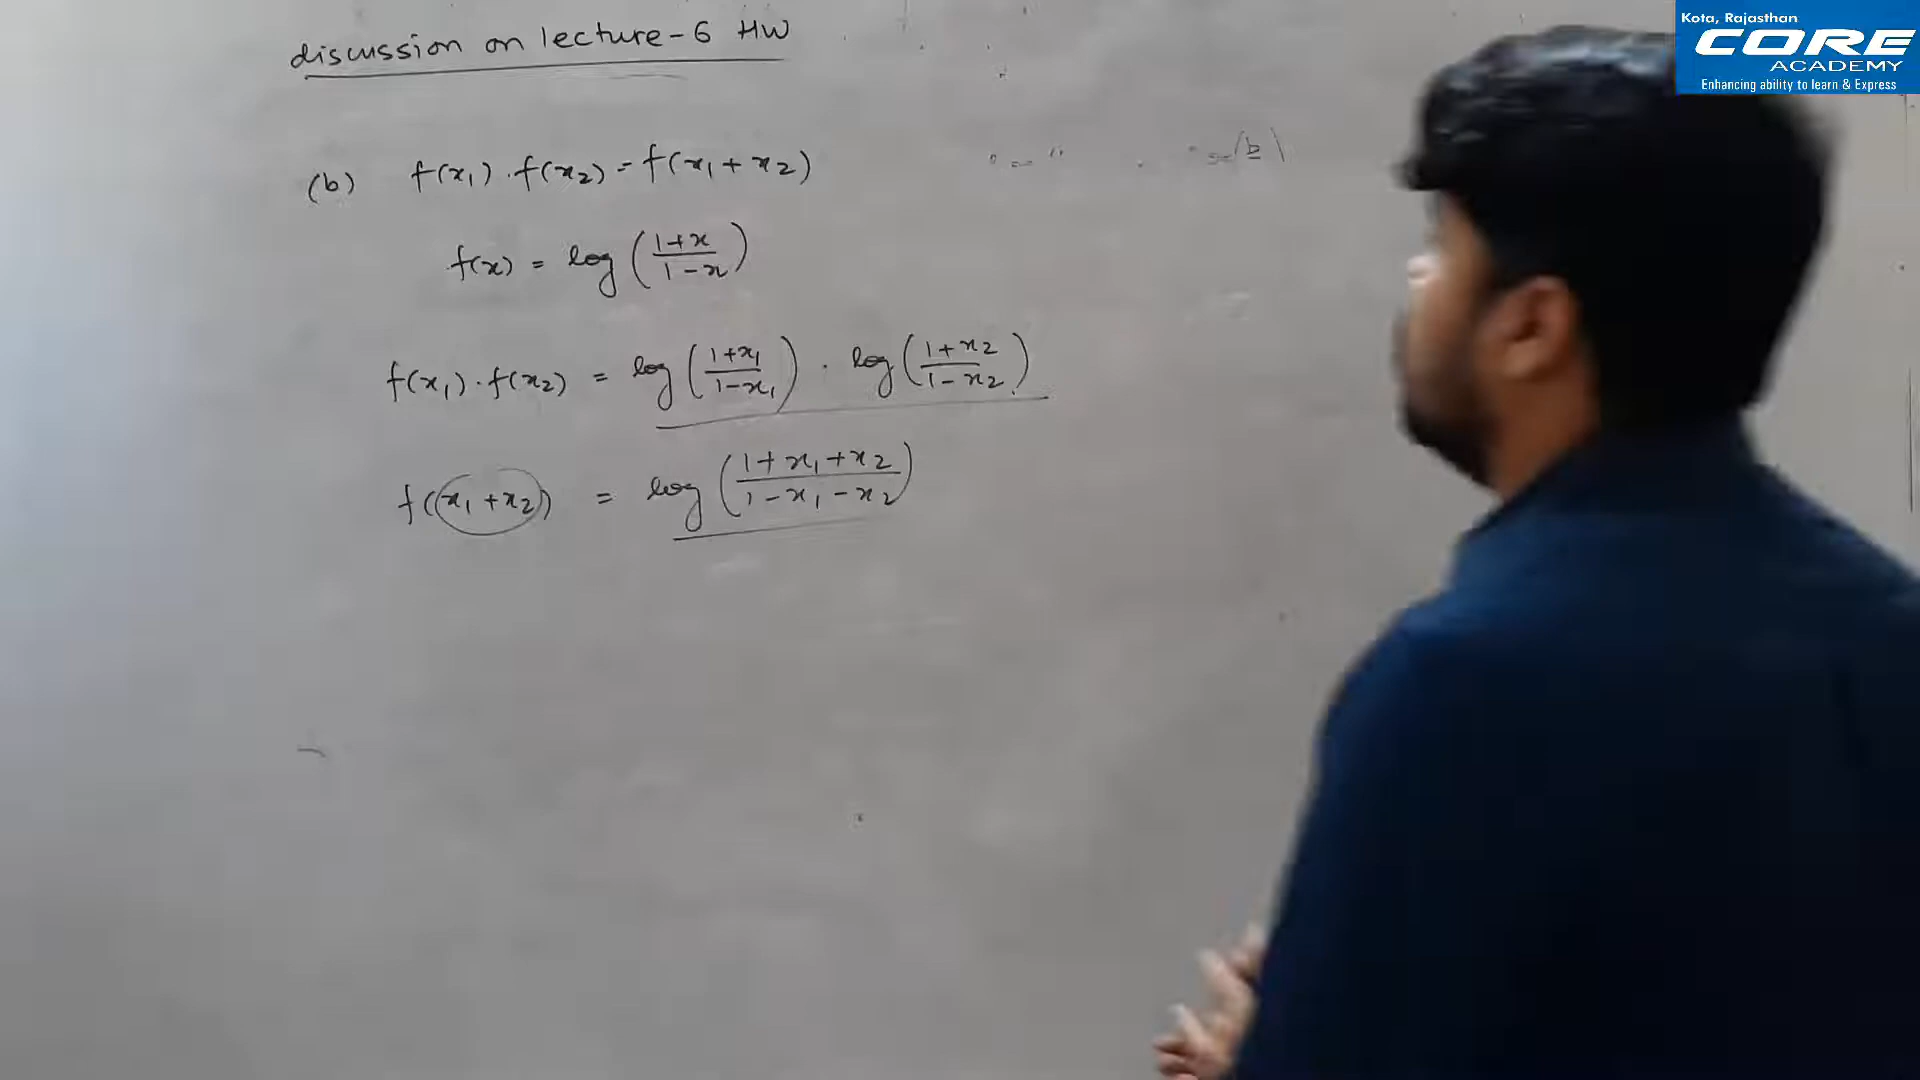 discussion on lecture-6 HW
Kota, Rajasthan
CORE
ACADEMY
Enhancing ability to learn & Express
(b) f(x₁).f(x₂) = f(x₁+x₂)
f(x) = log (1+x / 1-x)
f(x₁).f(x₂) = log (1+x₁ / 1-x₁) . log (1+x₂ / 1-x₂)
f(x₁+x₂) = log (1+x₁+x₂ / 1-x₁-x₂)